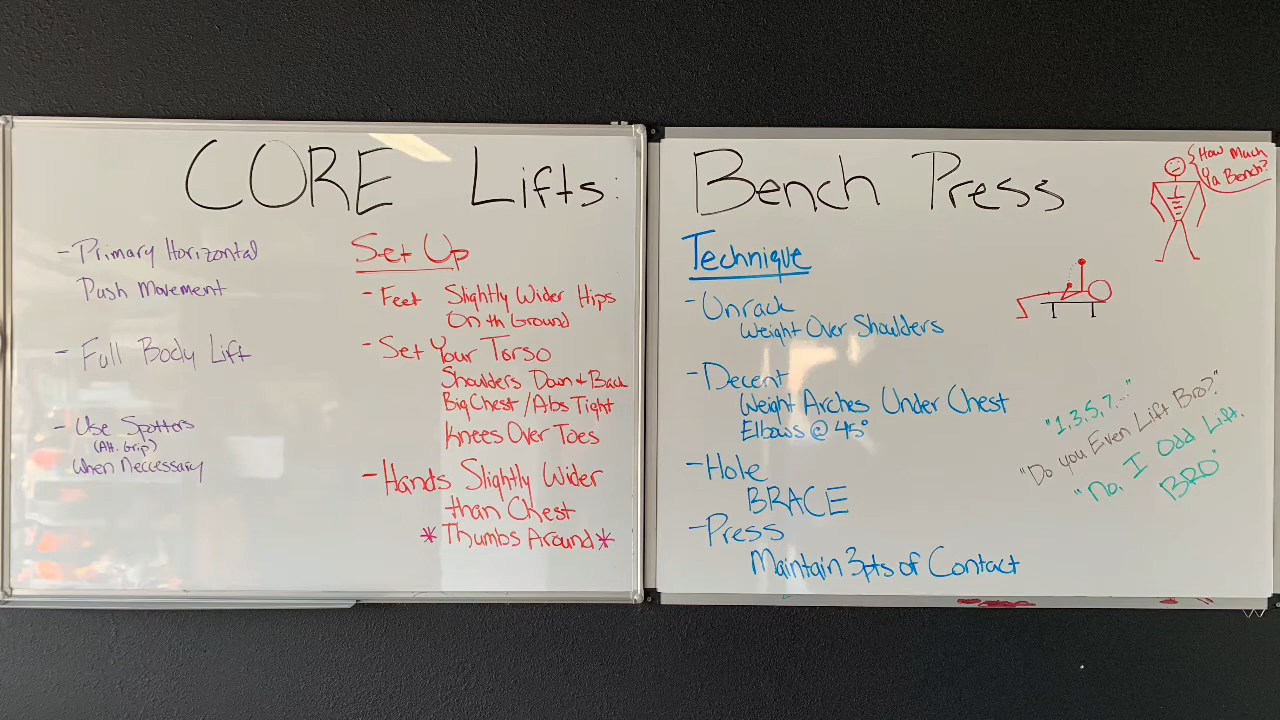 CORE Lifts:
- Primary Horizontal
Push Movement
- Full Body Lift
- Use Spotters
(Alt. Grip)
When Neccessary
Set Up
- Feet Slightly Wider Hips
On th Ground
- Set Your Torso
Shoulders Down & Back
Big Chest / Abs Tight
Knees Over Toes
- Hands Slightly Wider
than Chest
* Thumbs Around *
Bench Press
How Much
Ya Bench?
Technique
- Unrack
Weight Over Shoulders
- Decent
Weight Arches Under Chest
Elbows @ 45°
- Hole
BRACE
- Press
Maintain 3pts of Contact
"1,3,5,7..."
"Do you Even Lift Bro?"
"No, I Odd Lift.
BRO"